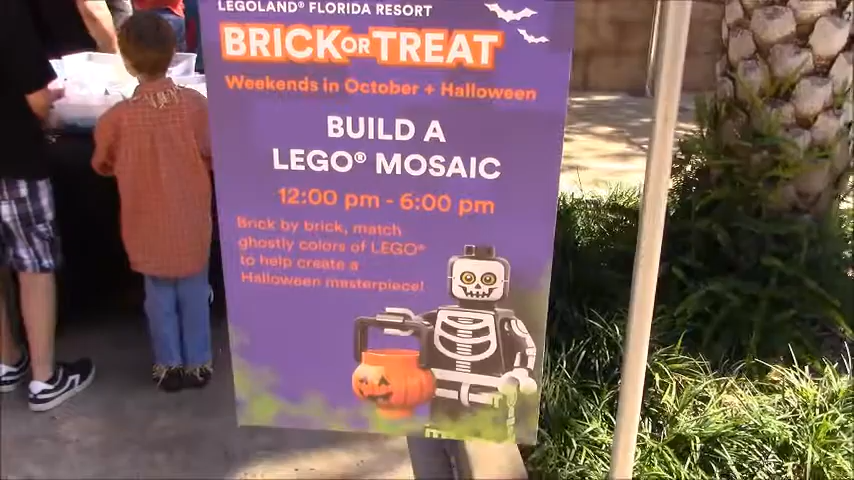 LEGOLAND® FLORIDA RESORT
BRICK OR TREAT
Weekends in October + Halloween
BUILD A
LEGO® MOSAIC
12:00 pm - 6:00 pm
Brick by brick, match
ghostly colors of LEGO®
to help create a
Halloween masterpiece!